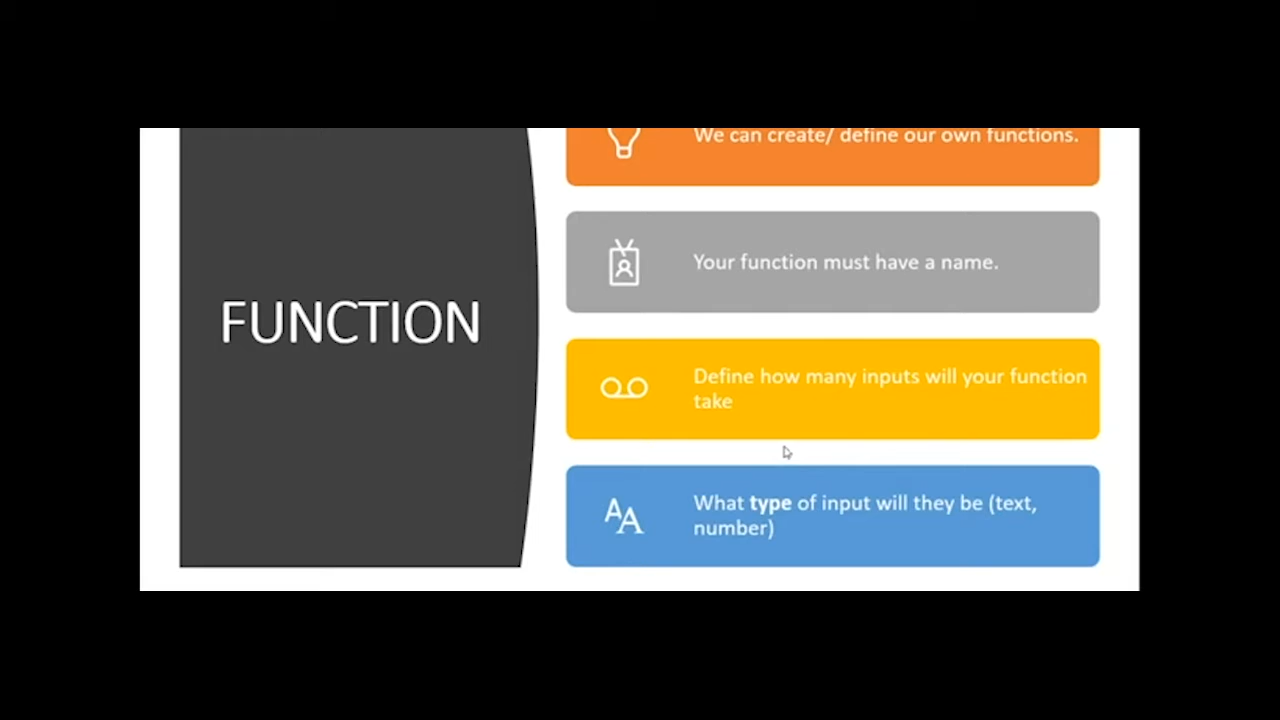 We can create/ define our own functions.
Your function must have a name.
FUNCTION
Define how many inputs will your function
take
What type of input will they be (text,
number)